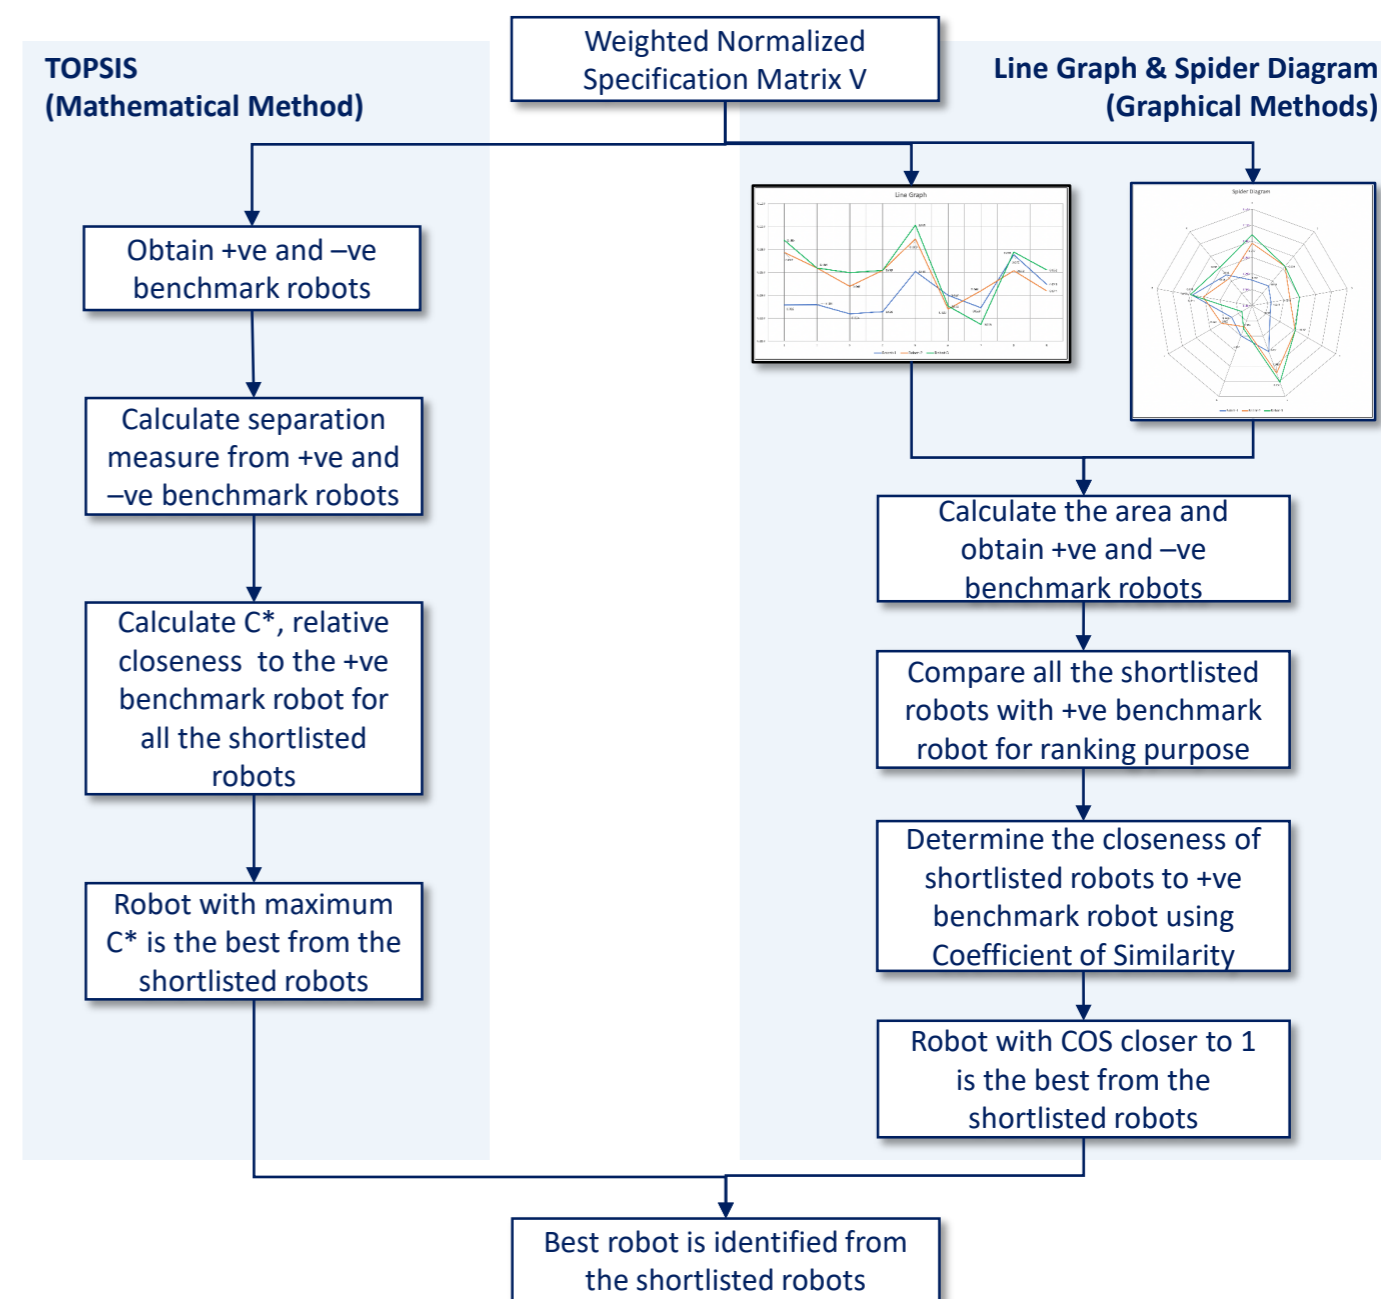 Weighted Normalized
Specification Matrix V
TOPSIS
(Mathematical Method)
Line Graph & Spider Diagram
(Graphical Methods)
Line Graph
Spider Diagram
Obtain +ve and –ve
benchmark robots
Calculate separation
measure from +ve and
–ve benchmark robots
Calculate C*, relative
closeness to the +ve
benchmark robot for
all the shortlisted
robots
Robot with maximum
C* is the best from the
shortlisted robots
Calculate the area and
obtain +ve and –ve
benchmark robots
Compare all the shortlisted
robots with +ve benchmark
robot for ranking purpose
Determine the closeness of
shortlisted robots to +ve
benchmark robot using
Coefficient of Similarity
Robot with COS closer to 1
is the best from the
shortlisted robots
Best robot is identified from
the shortlisted robots